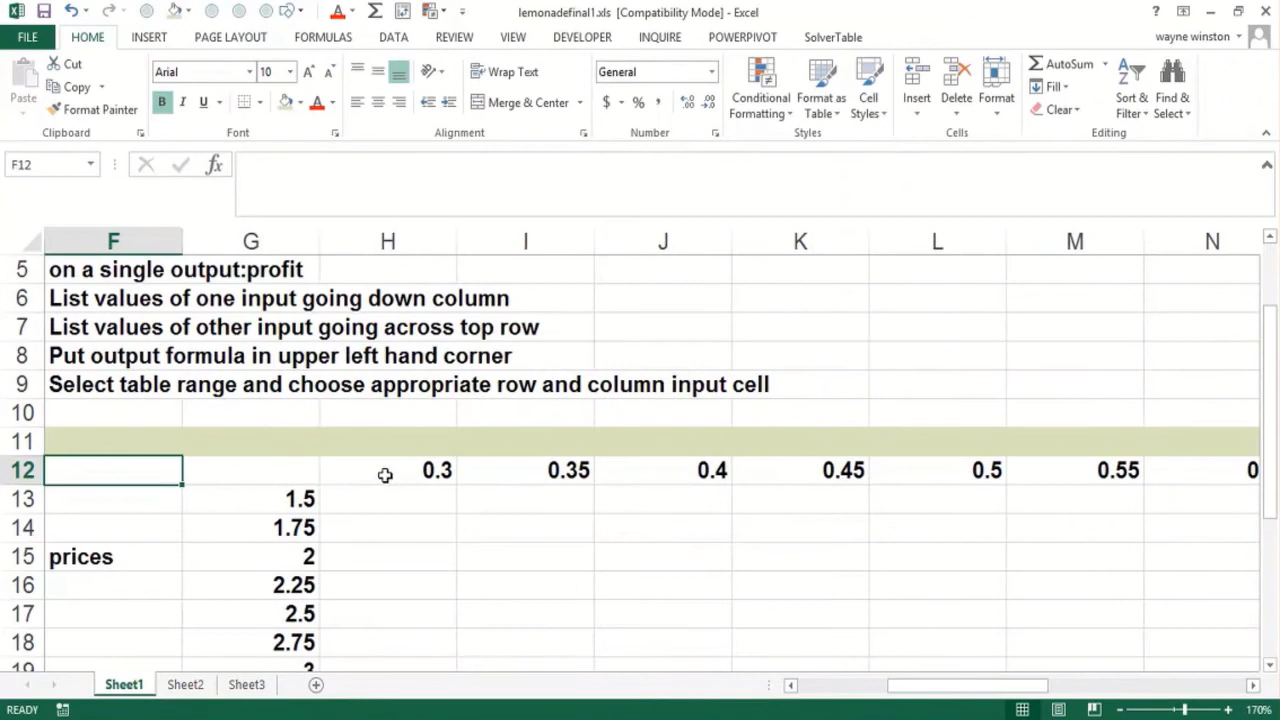 lemonadefinal1.xls [Compatibility Mode] - Excel
FILE HOME INSERT PAGE LAYOUT FORMULAS DATA REVIEW VIEW DEVELOPER INQUIRE POWERPIVOT SolverTable wayne winston
Paste
Cut
Copy
Format Painter
Clipboard
Arial 10
B I U
Font
Wrap Text
Merge & Center
Alignment
General
$ % ,
Number
Conditional Formatting
Format as Table
Cell Styles
Styles
Insert Delete Format
Cells
AutoSum
Fill
Clear
Sort & Filter
Find & Select
Editing
F12 fx
F G H I J K L M N
5 on a single output:profit
6 List values of one input going down column
7 List values of other input going across top row
8 Put output formula in upper left hand corner
9 Select table range and choose appropriate row and column input cell
10
11
12 0.3 0.35 0.4 0.45 0.5 0.55 0
13 1.5
14 1.75
15 prices 2
16 2.25
17 2.5
18 2.75
19 3
Sheet1 Sheet2 Sheet3
READY 170%